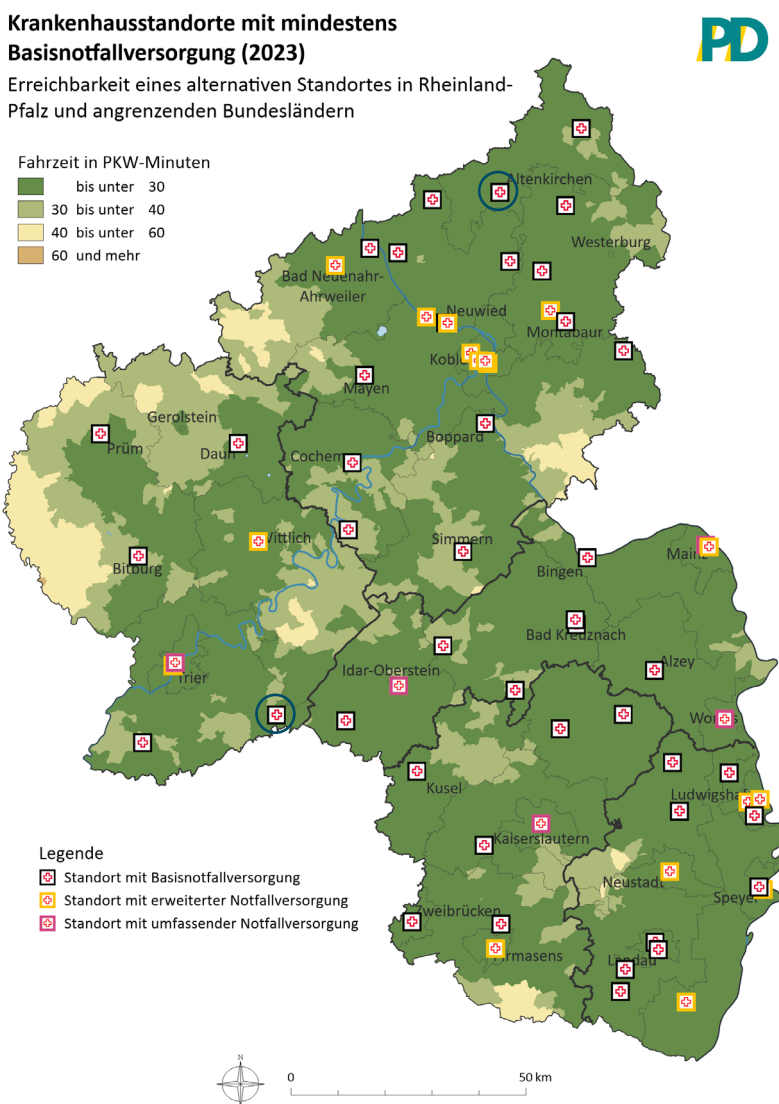 Krankenhausstandorte mit mindestens
Basisnotfallversorgung (2023)
PD
Erreichbarkeit eines alternativen Standortes in Rheinland-
Pfalz und angrenzenden Bundesländern
Fahrzeit in PKW-Minuten
bis unter 30
30 bis unter 40
40 bis unter 60
60 und mehr
Altenkirchen
Westerburg
Bad Neuenahr-
Ahrweiler
Neuwied
Montabaur
Koble
Mayen
Gerolstein
Boppard
Prüm
Daun
Cochem
Wittlich
Simmern
Mainz
Bitburg
Bingen
Bad Kreuznach
Alzey
Idar-Oberstein
Trier
Worms
Kusel
Ludwigshaf
Kaiserslautern
Legende
Standort mit Basisnotfallversorgung
Standort mit erweiterter Notfallversorgung
Standort mit umfassender Notfallversorgung
Neustadt
Speyer
Zweibrücken
Pirmasens
Landau
N
0
50 km